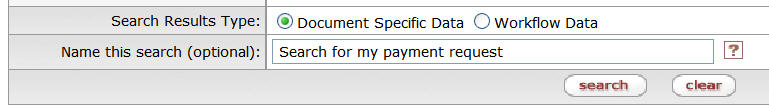 Search Results Type: Document Specific Data Workflow Data
Name this search (optional): Search for my payment request ?
search clear